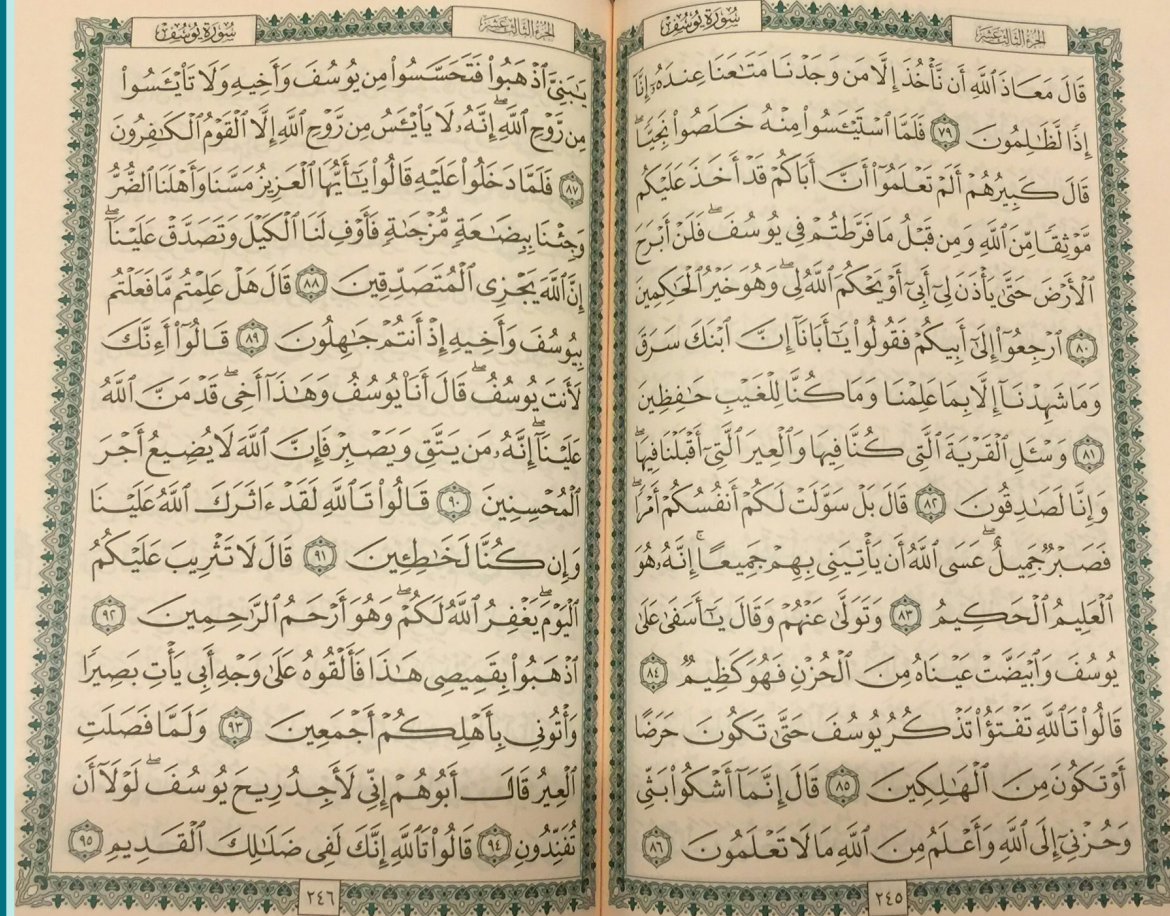 الجزء الثالث عشر
سورة يوسف
قَالَ مَعَاذَ ٱللَّهِ أَن نَّأْخُذَ إِلَّا مَن وَجَدْنَا مَتَٰعَنَا عِندَهُۥٓ إِنَّآ
إِذًا لَّظَٰلِمُونَ ٧٩ فَلَمَّا ٱسْتَيْـَٔسُوا۟ مِنْهُ خَلَصُوا۟ نَجِيًّاۖ
قَالَ كَبِيرُهُمْ أَلَمْ تَعْلَمُوٓا۟ أَنَّ أَبَاكُمْ قَدْ أَخَذَ عَلَيْكُم
مَّوْثِقًا مِّنَ ٱللَّهِ وَمِن قَبْلُ مَا فَرَّطتُمْ فِى يُوسُفَۖ فَلَنْ أَبْرَحَ
ٱلْأَرْضَ حَتَّىٰ يَأْذَنَ لِىٓ أَبِىٓ أَوْ يَحْكُمَ ٱللَّهُ لِىۖ وَهُوَ خَيْرُ ٱلْحَٰكِمِينَ
٨٠ ٱرْجِعُوٓا۟ إِلَىٰٓ أَبِيكُمْ فَقُولُوا۟ يَٰٓأَبَانَآ إِنَّ ٱبْنَكَ سَرَقَ
وَمَا شَهِدْنَآ إِلَّا بِمَا عَلِمْنَا وَمَا كُنَّا لِلْغَيْبِ حَٰفِظِينَ
٨١ وَسْـَٔلِ ٱلْقَرْيَةَ ٱلَّتِى كُنَّا فِيهَا وَٱلْعِيرَ ٱلَّتِىٓ أَقْبَلْنَا فِيهَاۖ
وَإِنَّا لَصَٰدِقُونَ ٨٢ قَالَ بَلْ سَوَّلَتْ لَكُمْ أَنفُسُكُمْ أَمْرًاۖ
فَصَبْرٌ جَمِيلٌۖ عَسَى ٱللَّهُ أَن يَأْتِيَنِى بِهِمْ جَمِيعًاۚ إِنَّهُۥ هُوَ
ٱلْعَلِيمُ ٱلْحَكِيمُ ٨٣ وَتَوَلَّىٰ عَنْهُمْ وَقَالَ يَٰٓأَسَفَىٰ عَلَىٰ
يُوسُفَ وَٱبْيَضَّتْ عَيْنَاهُ مِنَ ٱلْحُزْنِ فَهُوَ كَظِيمٌ ٨٤
قَالُوا۟ تَٱللَّهِ تَفْتَؤُا۟ تَذْكُرُ يُوسُفَ حَتَّىٰ تَكُونَ حَرَضًا
أَوْ تَكُونَ مِنَ ٱلْهَٰلِكِينَ ٨٥ قَالَ إِنَّمَآ أَشْكُوا۟ بَثِّى
وَحُزْنِىٓ إِلَى ٱللَّهِ وَأَعْلَمُ مِنَ ٱللَّهِ مَا لَا تَعْلَمُونَ ٨٦
٢٤٥
الجزء الثالث عشر
سورة يوسف
يَٰبَنِىَّ ٱذْهَبُوا۟ فَتَحَسَّسُوا۟ مِن يُوسُفَ وَأَخِيهِ وَلَا تَا۟يْـَٔسُوا۟
مِن رَّوْحِ ٱللَّهِۖ إِنَّهُۥ لَا يَا۟يْـَٔسُ مِن رَّوْحِ ٱللَّهِ إِلَّا ٱلْقَوْمُ ٱلْكَٰفِرُونَ
٨٧ فَلَمَّا دَخَلُوا۟ عَلَيْهِ قَالُوا۟ يَٰٓأَيُّهَا ٱلْعَزِيزُ مَسَّنَا وَأَهْلَنَا ٱلضُّرُّ
وَجِئْنَا بِبِضَٰعَةٍ مُّزْجَىٰةٍ فَأَوْفِ لَنَا ٱلْكَيْلَ وَتَصَدَّقْ عَلَيْنَآۖ
إِنَّ ٱللَّهَ يَجْزِى ٱلْمُتَصَدِّقِينَ ٨٨ قَالَ هَلْ عَلِمْتُم مَّا فَعَلْتُم
بِيُوسُفَ وَأَخِيهِ إِذْ أَنتُمْ جَٰهِلُونَ ٨٩ قَالُوٓا۟ أَءِنَّكَ
لَأَنتَ يُوسُفُۖ قَالَ أَنَا۠ يُوسُفُ وَهَٰذَآ أَخِىۖ قَدْ مَنَّ ٱللَّهُ
عَلَيْنَآۖ إِنَّهُۥ مَن يَتَّقِ وَيَصْبِرْ فَإِنَّ ٱللَّهَ لَا يُضِيعُ أَجْرَ
ٱلْمُحْسِنِينَ ٩٠ قَالُوا۟ تَٱللَّهِ لَقَدْ ءَاثَرَكَ ٱللَّهُ عَلَيْنَا
وَإِن كُنَّا لَخَٰطِـِٔينَ ٩١ قَالَ لَا تَثْرِيبَ عَلَيْكُمُ
ٱلْيَوْمَۖ يَغْفِرُ ٱللَّهُ لَكُمْۖ وَهُوَ أَرْحَمُ ٱلرَّٰحِمِينَ ٩٢
ٱذْهَبُوا۟ بِقَمِيصِى هَٰذَا فَأَلْقُوهُ عَلَىٰ وَجْهِ أَبِى يَأْتِ بَصِيرًا
وَأْتُونِى بِأَهْلِكُمْ أَجْمَعِينَ ٩٣ وَلَمَّا فَصَلَتِ
ٱلْعِيرُ قَالَ أَبُوهُمْ إِنِّى لَأَجِدُ رِيحَ يُوسُفَۖ لَوْلَآ أَن
تُفَنِّدُونِ ٩٤ قَالُوا۟ تَٱللَّهِ إِنَّكَ لَفِى ضَلَٰلِكَ ٱلْقَدِيمِ ٩٥
٢٤٦